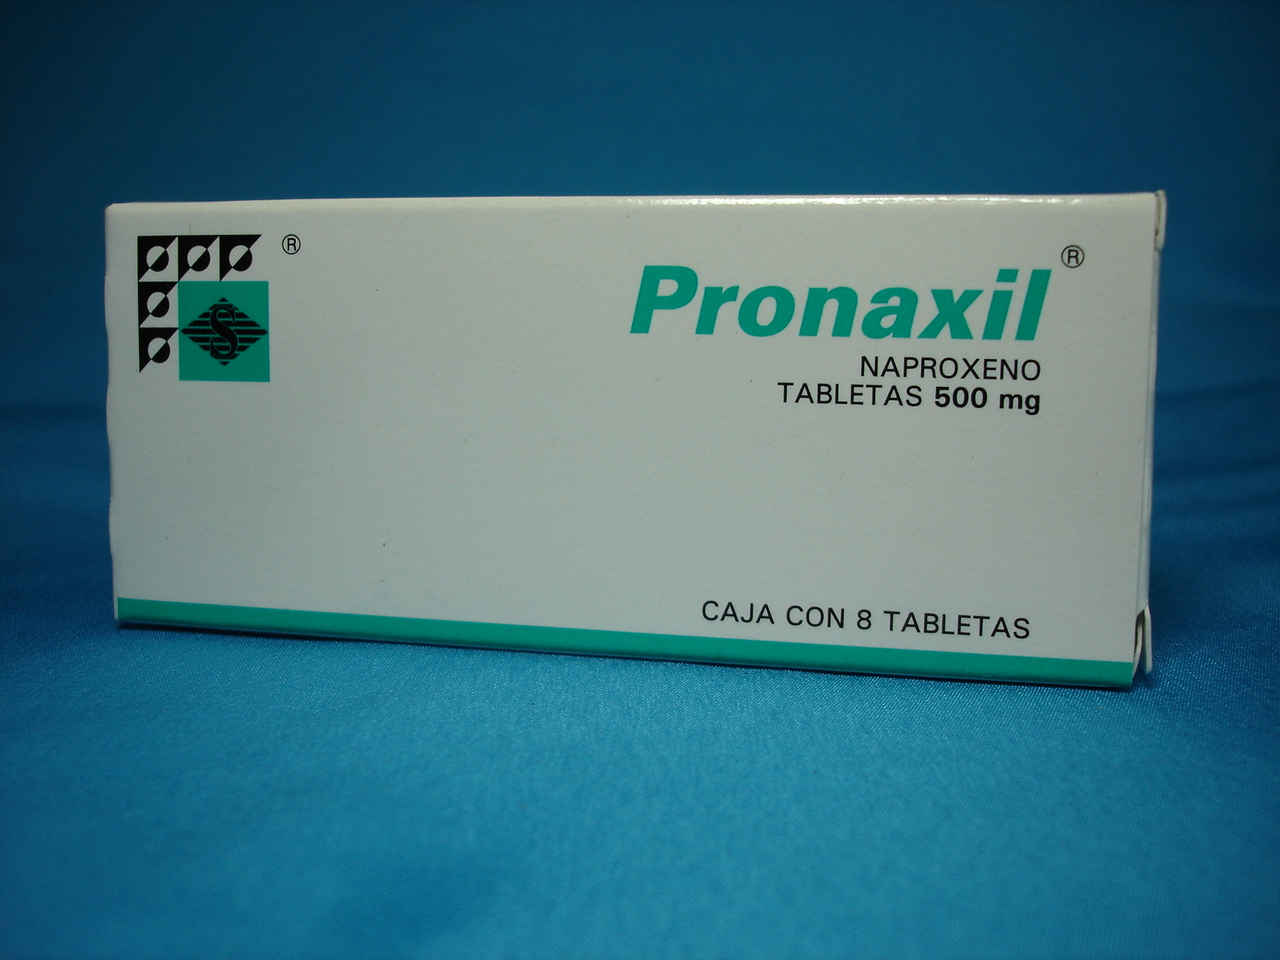 ®
S
Pronaxil®
NAPROXENO
TABLETAS 500 mg
CAJA CON 8 TABLETAS